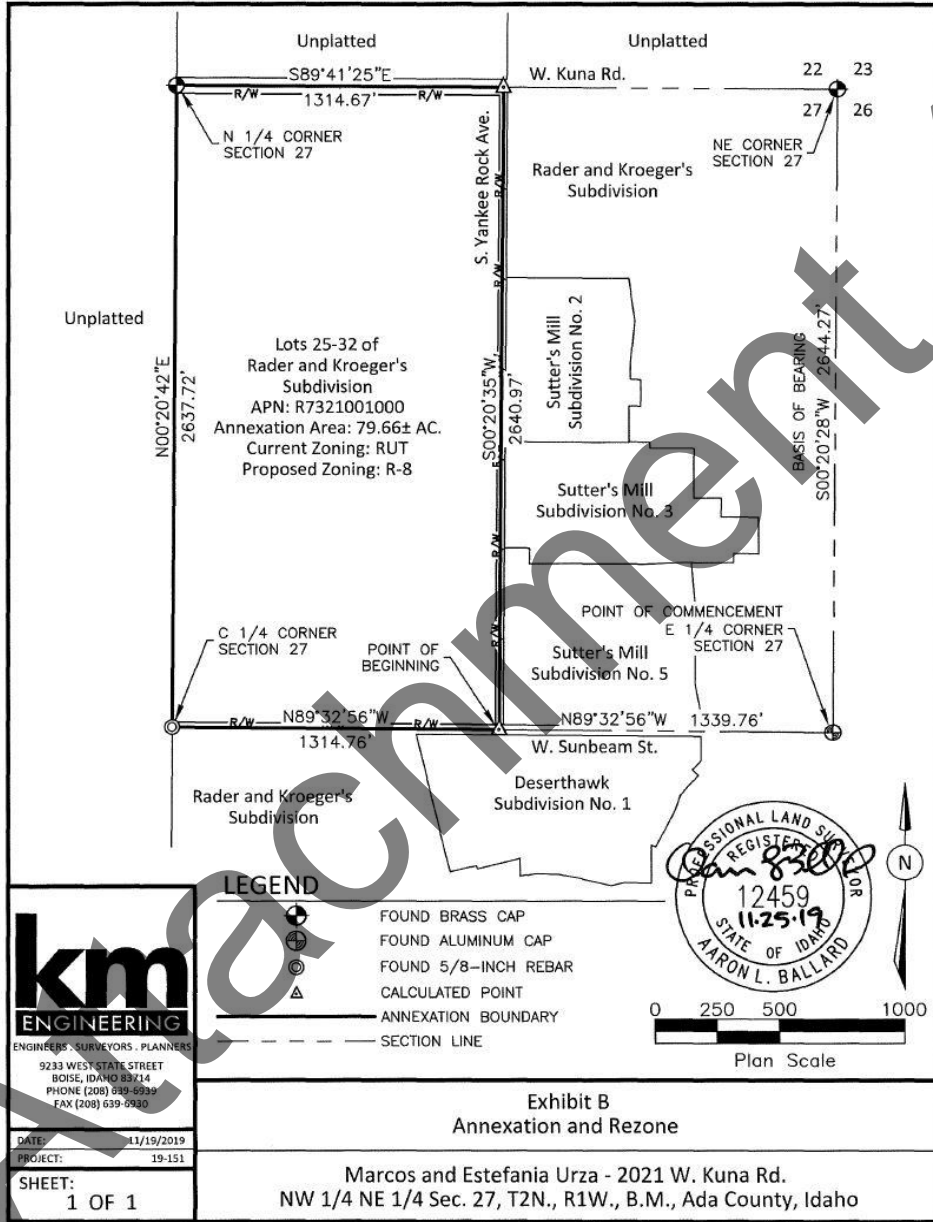 Unplatted
Unplatted
S89°41'25"E
W. Kuna Rd.
22 23
R/W
1314.67'
R/W
27 26
N 1/4 CORNER
SECTION 27
S. Yankee Rock Ave.
R/W
NE CORNER
SECTION 27
Rader and Kroeger's
Subdivision
R/W
Unplatted
Sutter's Mill
Subdivision No. 2
Lots 25-32 of
Rader and Kroeger's
Subdivision
APN: R7321001000
Annexation Area: 79.66± AC.
Current Zoning: RUT
Proposed Zoning: R-8
N00°20'42"E
2637.72'
S00°20'35"W
2640.97'
R/W
BASIS OF BEARING
S00°20'28"W 2644.27'
Sutter's Mill
Subdivision No. 3
R/W
R/W
POINT OF COMMENCEMENT
E 1/4 CORNER
SECTION 27
C 1/4 CORNER
SECTION 27
POINT OF
BEGINNING
Sutter's Mill
Subdivision No. 5
R/W
N89°32'56"W
R/W
1314.76'
N89°32'56"W 1339.76'
W. Sunbeam St.
Rader and Kroeger's
Subdivision
Deserthawk
Subdivision No. 1
PROFESSIONAL LAND SURVEYOR
REGISTERED
12459
11.25.19
STATE OF IDAHO
AARON L. BALLARD
N
LEGEND
FOUND BRASS CAP
FOUND ALUMINUM CAP
FOUND 5/8-INCH REBAR
CALCULATED POINT
ANNEXATION BOUNDARY
SECTION LINE
0 250 500 1000
Plan Scale
km
ENGINEERING
ENGINEERS . SURVEYORS . PLANNERS
9233 WEST STATE STREET
BOISE, IDAHO 83714
PHONE (208) 639-6939
FAX (208) 639-6930
DATE: 11/19/2019
PROJECT: 19-151
SHEET:
1 OF 1
Exhibit B
Annexation and Rezone
Marcos and Estefania Urza - 2021 W. Kuna Rd.
NW 1/4 NE 1/4 Sec. 27, T2N., R1W., B.M., Ada County, Idaho
Attachment